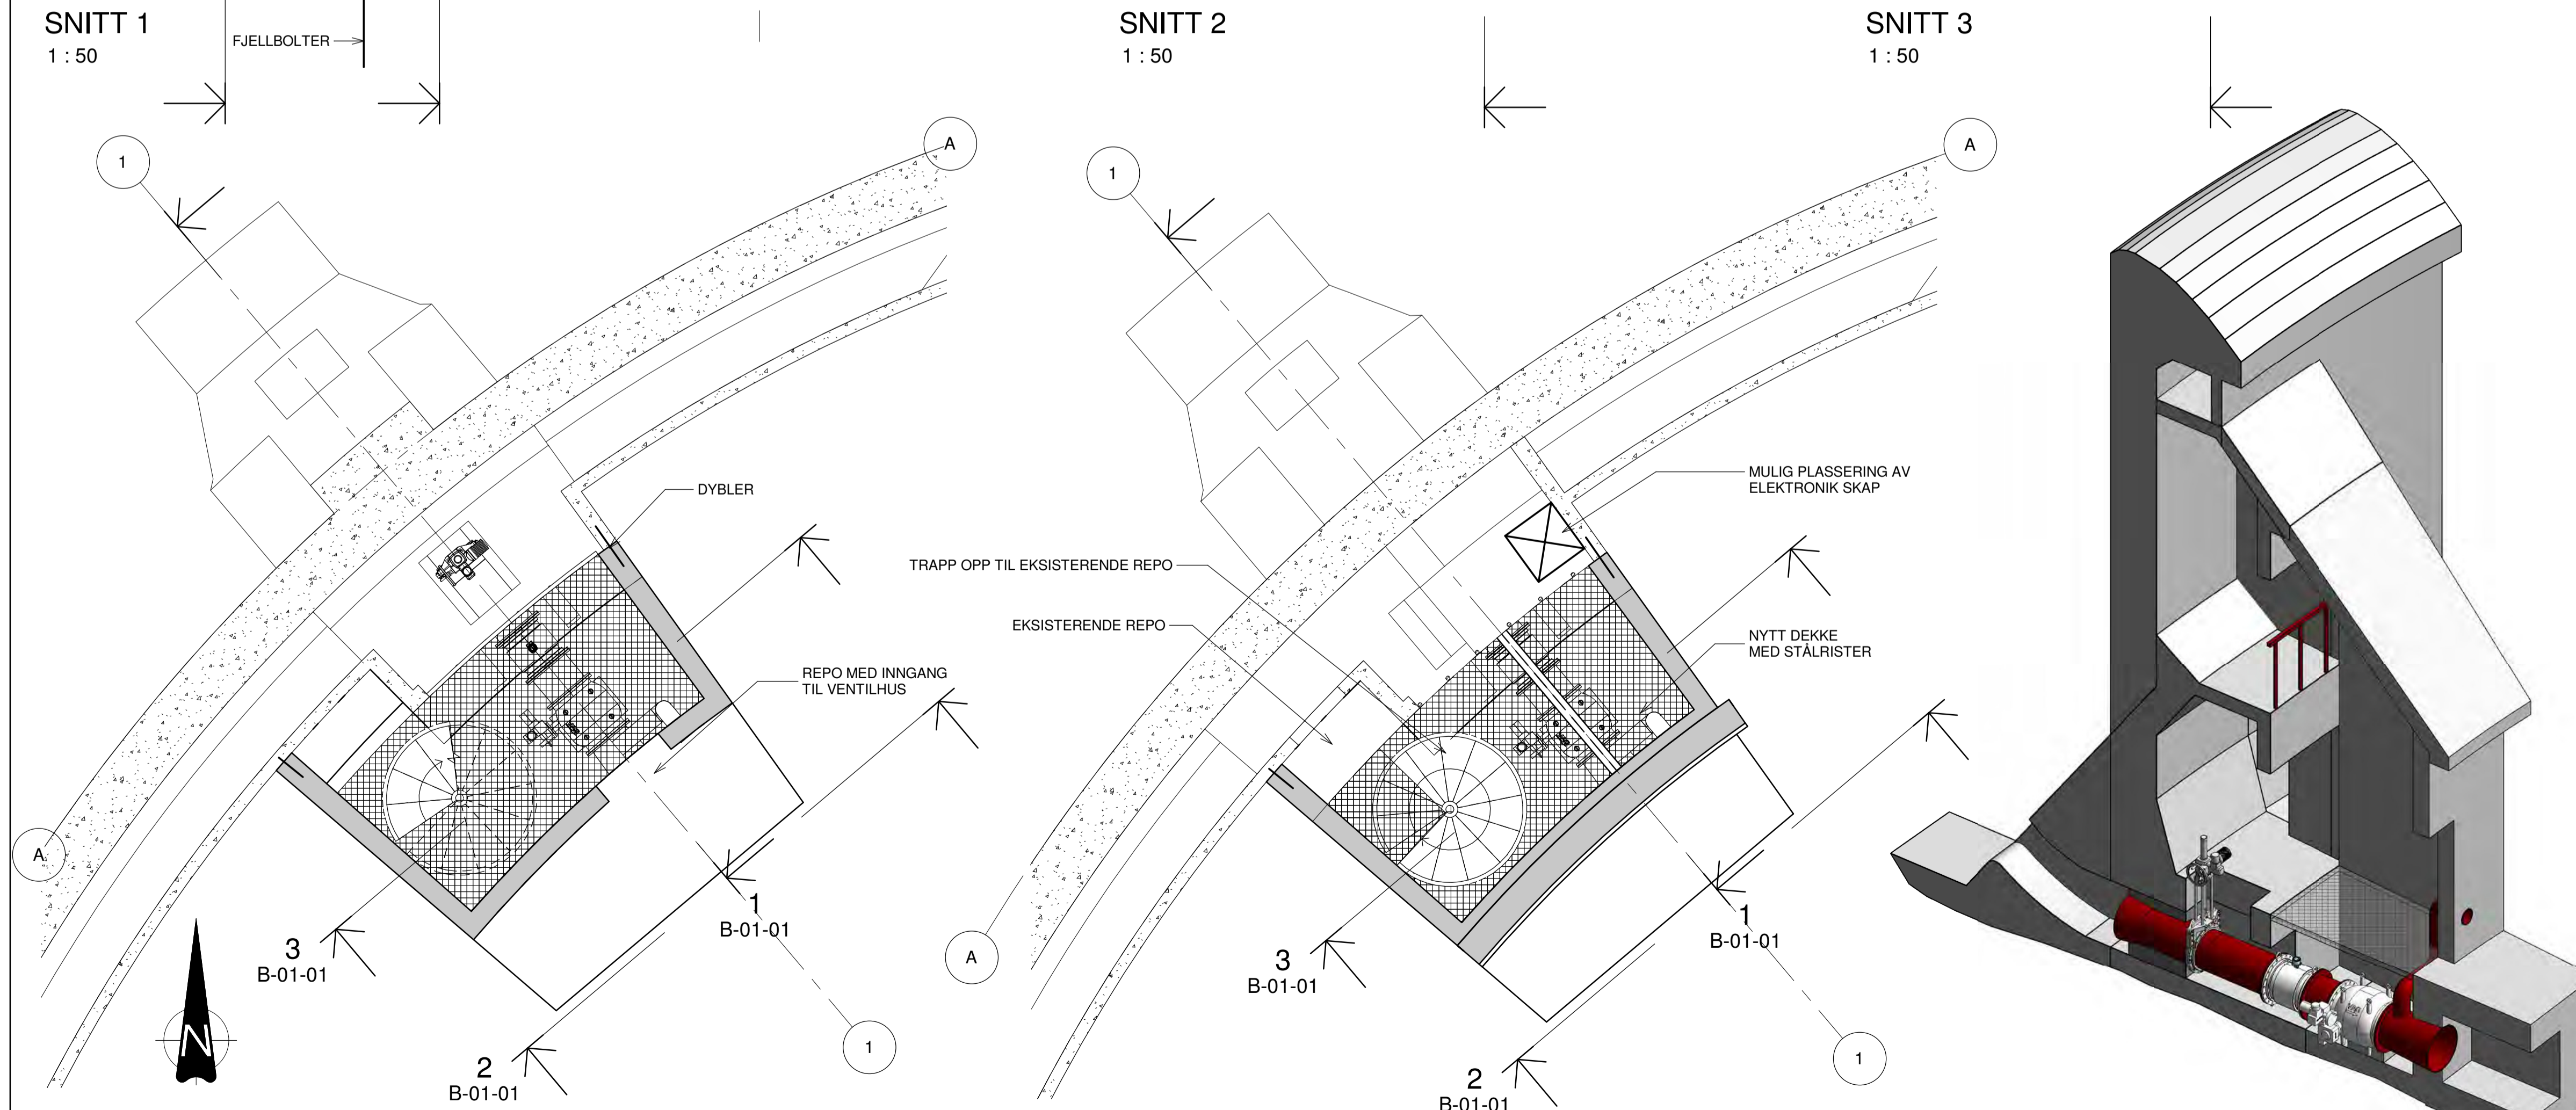 SNITT 1
1 : 50
FJELLBOLTER
SNITT 2
1 : 50
SNITT 3
1 : 50
1
A
DYBLER
REPO MED INNGANG
TIL VENTILHUS
A
1
B-01-01
3
B-01-01
2
B-01-01
1
N
1
A
MULIG PLASSERING AV
ELEKTRONIK SKAP
TRAPP OPP TIL EKSISTERENDE REPO
EKSISTERENDE REPO
NYTT DEKKE
MED STÅLRISTER
A
1
B-01-01
3
B-01-01
2
B-01-01
1